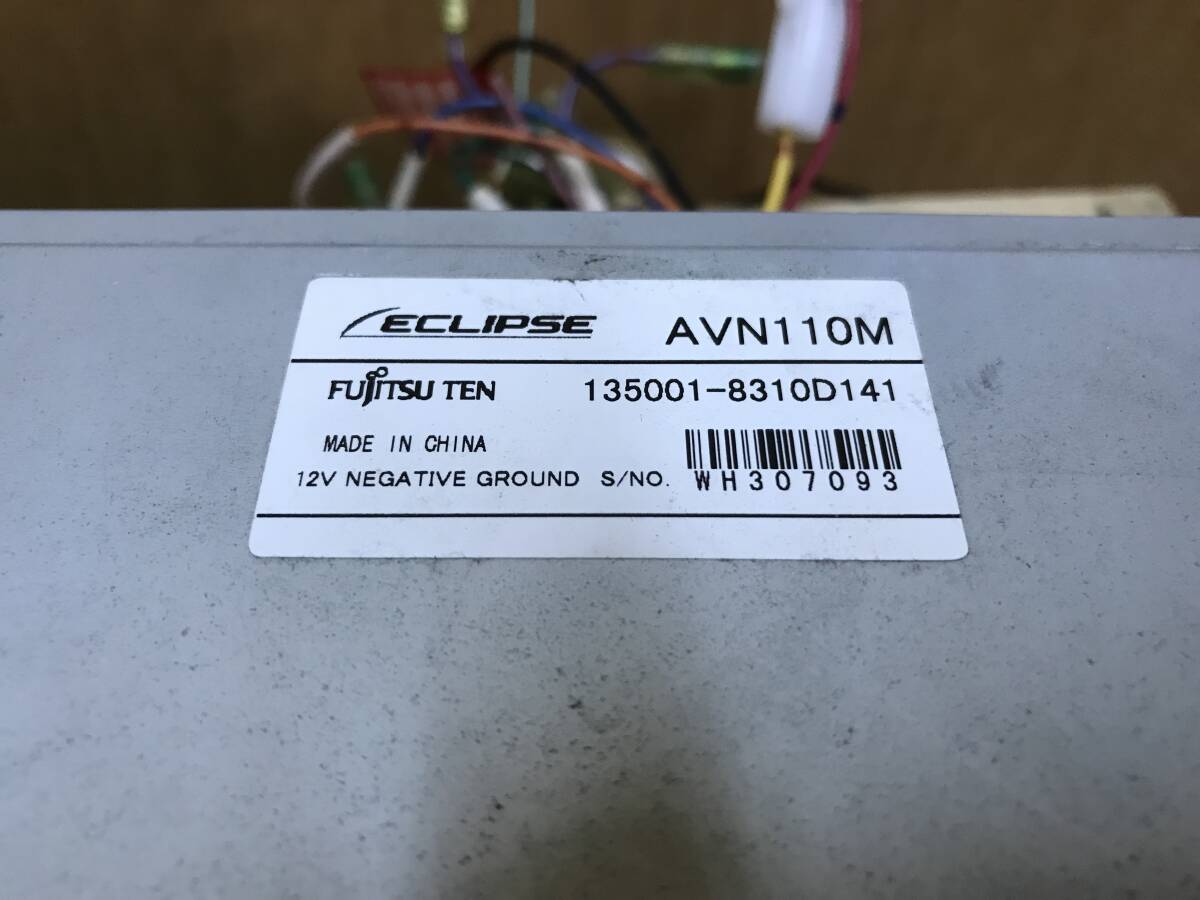 ECLIPSE AVN110M
FUJITSU TEN 135001-8310D141
MADE IN CHINA
12V NEGATIVE GROUND S/NO. WH307093